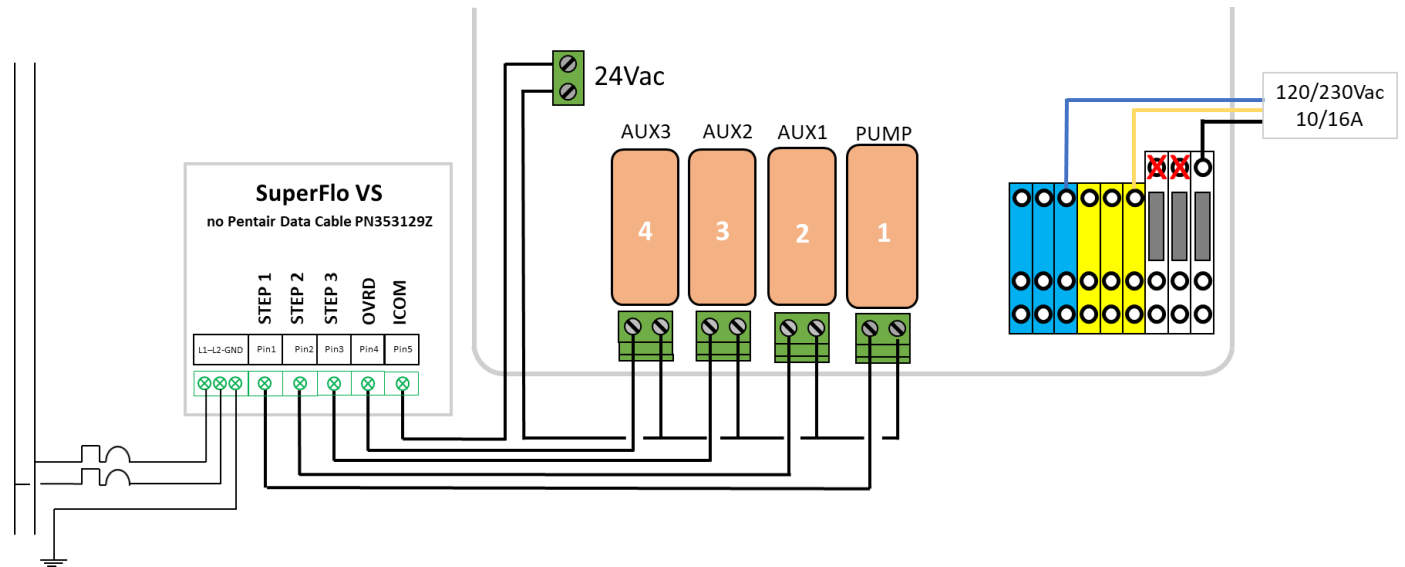 24Vac
120/230Vac
10/16A
AUX3 AUX2 AUX1 PUMP
SuperFlo VS
no Pentair Data Cable PN353129Z
4 3 2 1
STEP 1
STEP 2
STEP 3
OVRD
ICOM
L1–L2-GND Pin1 Pin2 Pin3 Pin4 Pin5